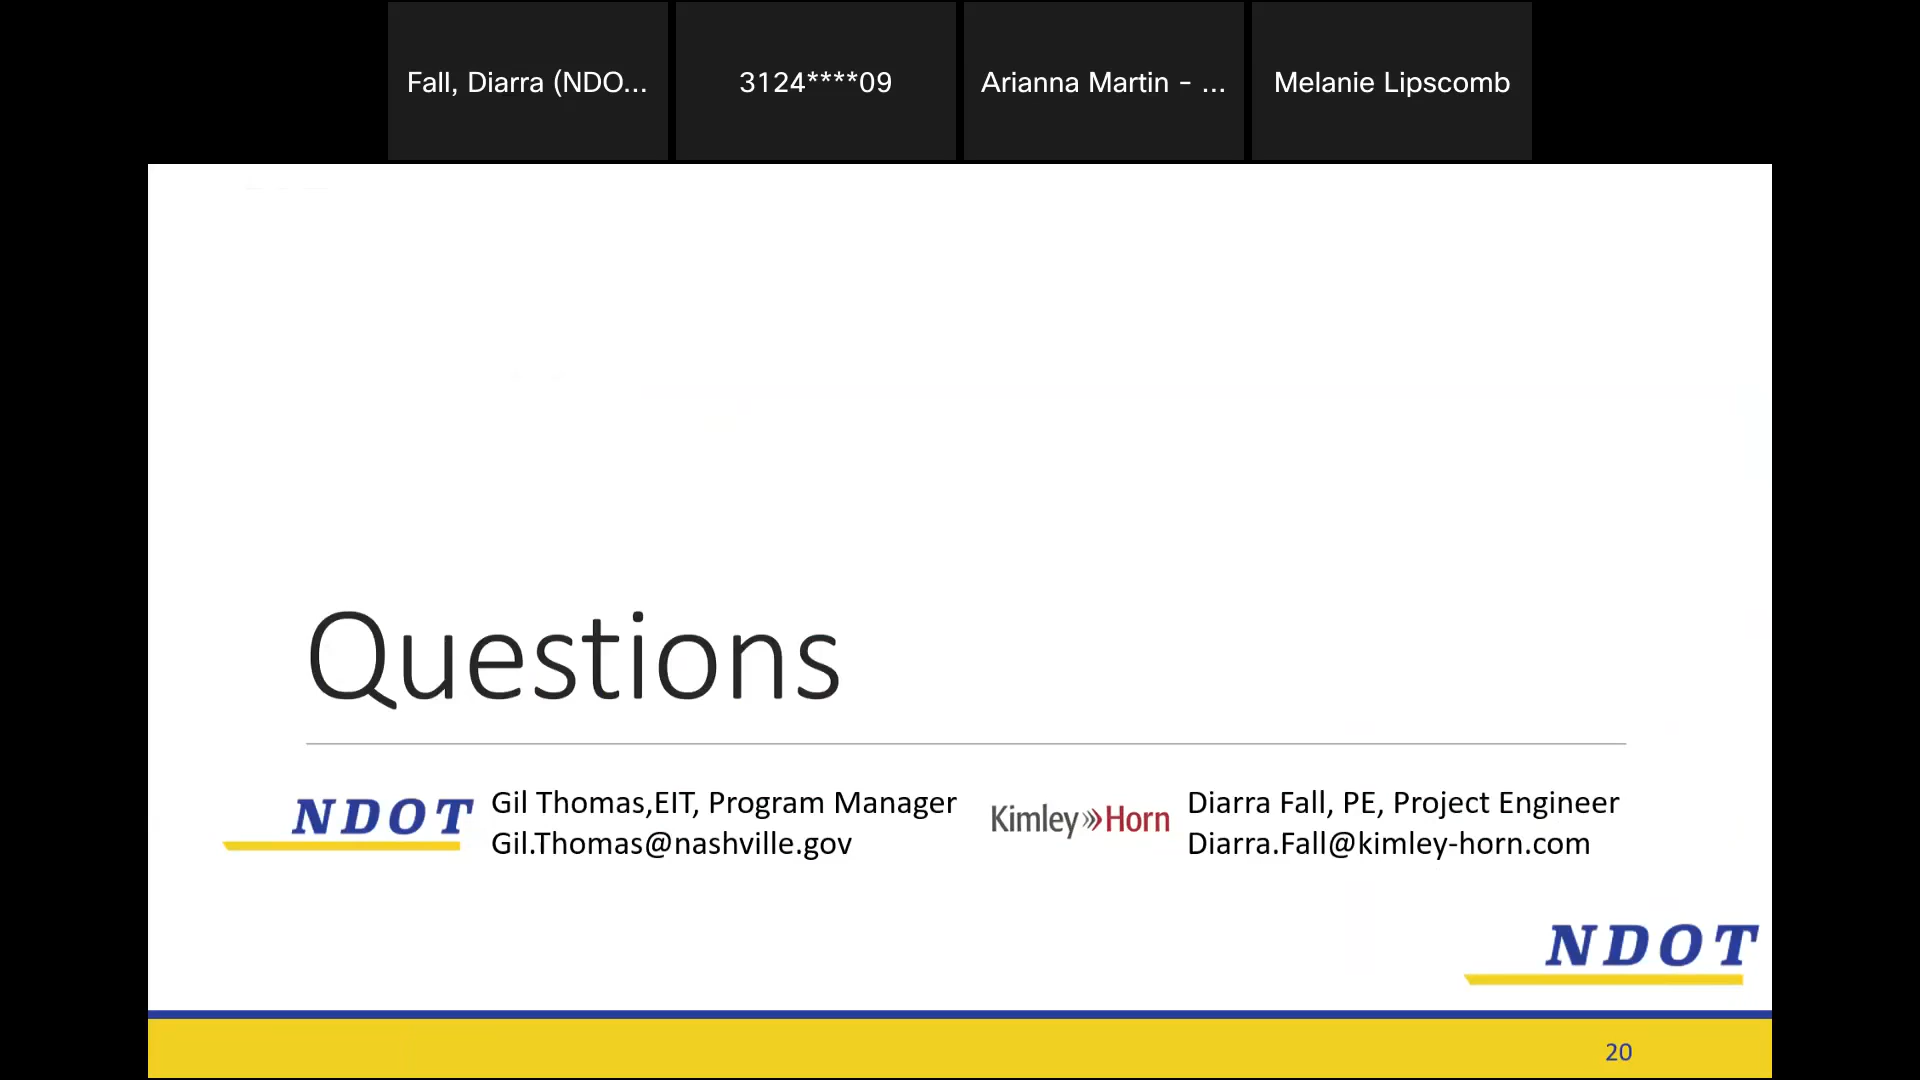 Fall, Diarra (NDO...
3124****09
Arianna Martin - ...
Melanie Lipscomb
Questions
NDOT
Gil Thomas,EIT, Program Manager
Gil.Thomas@nashville.gov
Kimley»Horn
Diarra Fall, PE, Project Engineer
Diarra.Fall@kimley-horn.com
NDOT
20